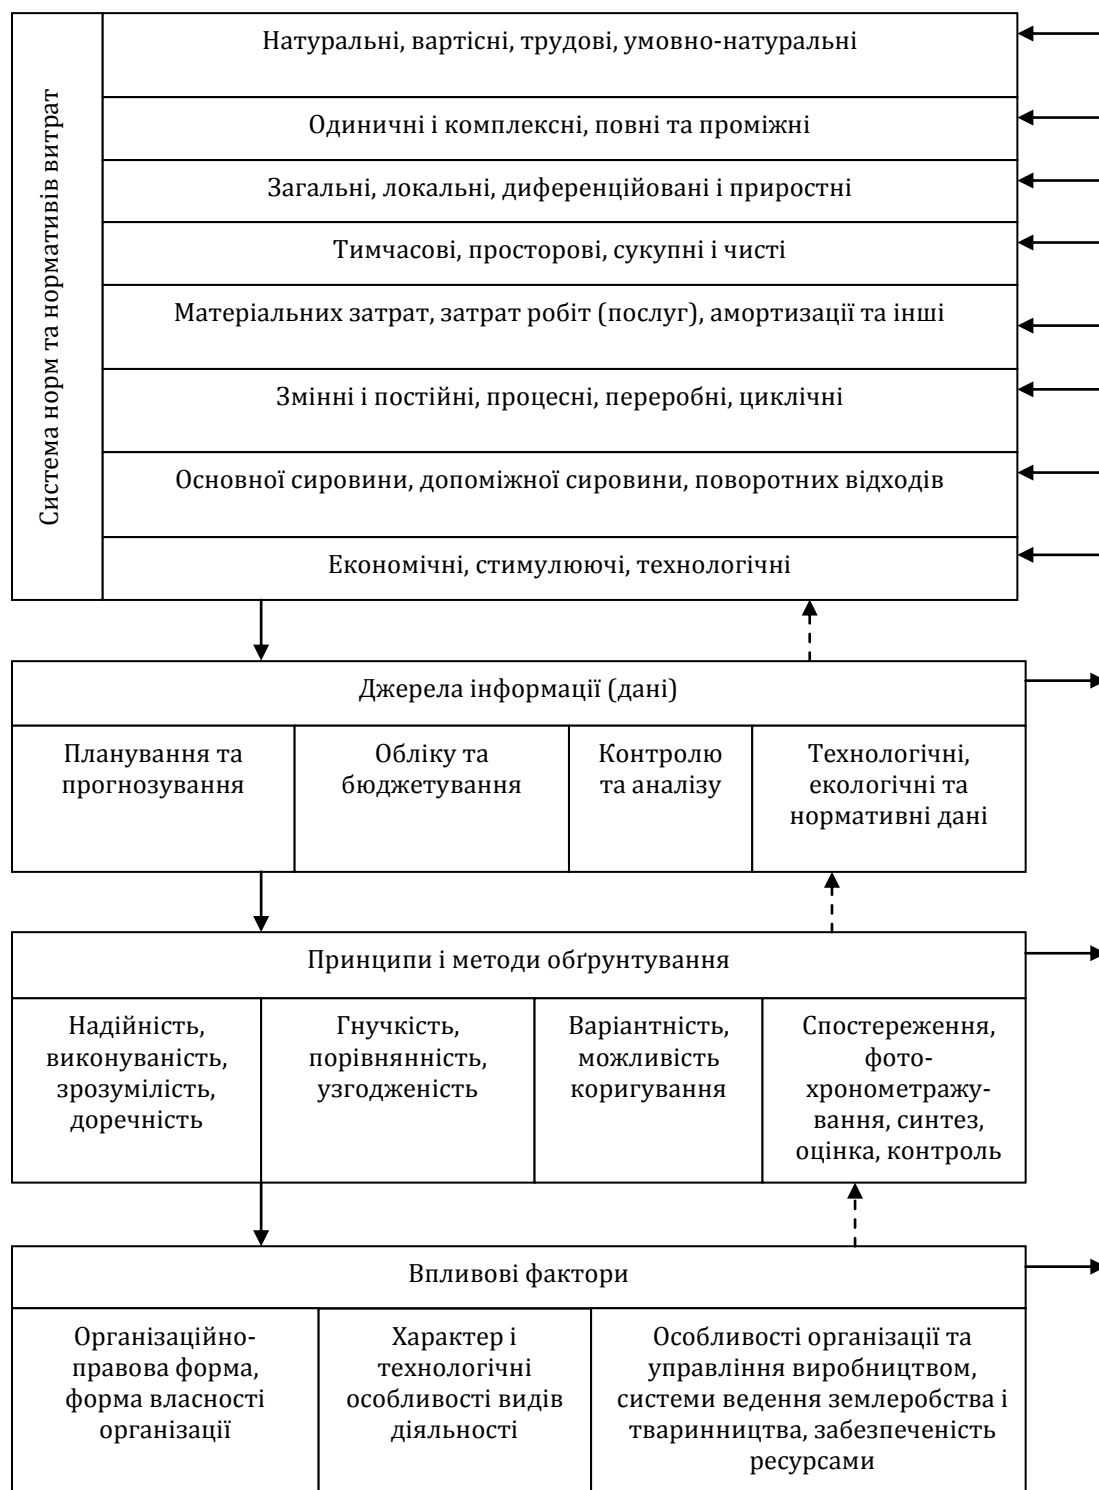 Система норм та нормативів витрат
Натуральні, вартісні, трудові, умовно-натуральні
Одиничні і комплексні, повні та проміжні
Загальні, локальні, диференційовані і приростні
Тимчасові, просторові, сукупні і чисті
Матеріальних затрат, затрат робіт (послуг), амортизації та інші
Змінні і постійні, процесні, переробні, циклічні
Основної сировини, допоміжної сировини, поворотних відходів
Економічні, стимулюючі, технологічні
Джерела інформації (дані)
Планування та
прогнозування
Обліку та
бюджетування
Контролю
та аналізу
Технологічні,
екологічні та
нормативні дані
Принципи і методи обґрунтування
Надійність,
виконуваність,
зрозумілість,
доречність
Гнучкість,
порівнянність,
узгодженість
Варіантність,
можливість
коригування
Спостереження,
фото-
хронометражу-
вання, синтез,
оцінка, контроль
Впливові фактори
Організаційно-
правова форма,
форма власності
організації
Характер і
технологічні
особливості видів
діяльності
Особливості організації та
управління виробництвом,
системи ведення землеробства і
тваринництва, забезпеченість
ресурсами